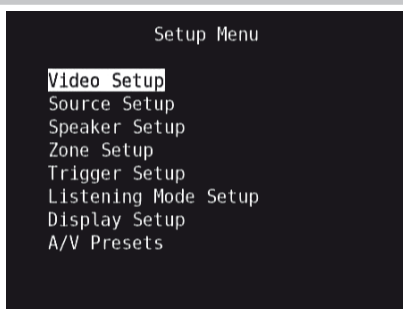 Setup Menu
Video Setup
Source Setup
Speaker Setup
Zone Setup
Trigger Setup
Listening Mode Setup
Display Setup
A/V Presets